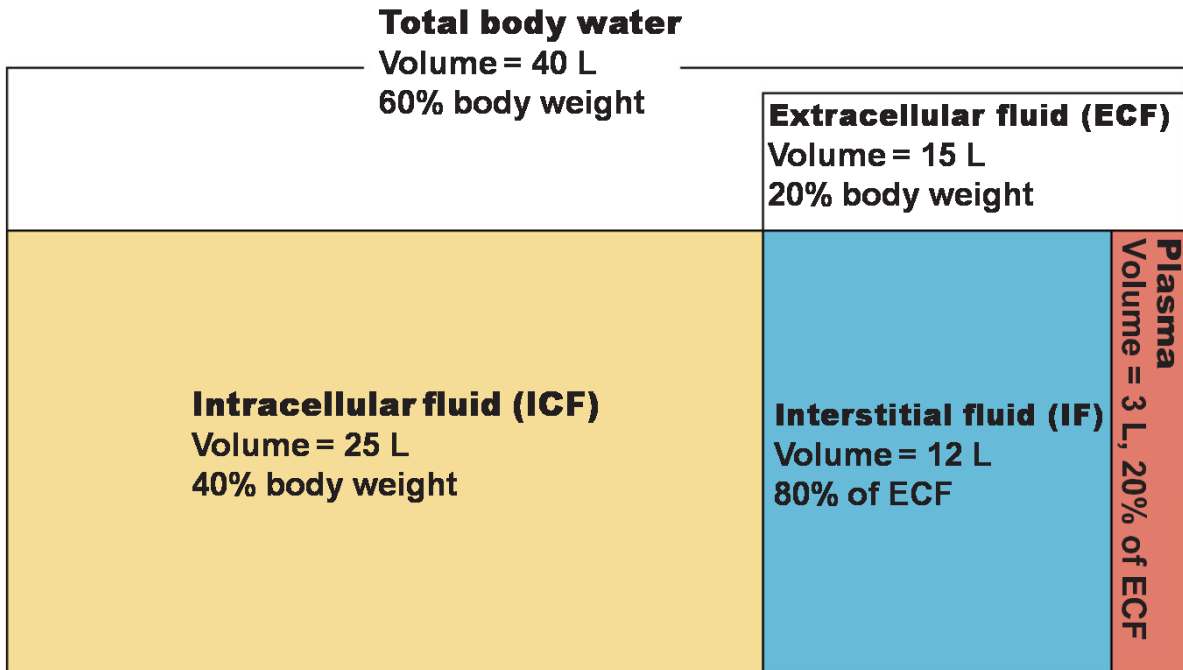 Total body water
Volume = 40 L
60% body weight
Extracellular fluid (ECF)
Volume = 15 L
20% body weight
Intracellular fluid (ICF)
Volume = 25 L
40% body weight
Interstitial fluid (IF)
Volume = 12 L
80% of ECF
Plasma
Volume = 3 L, 20% of ECF